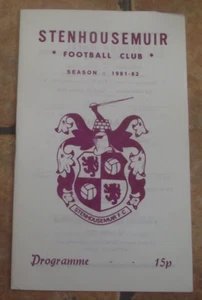 STENHOUSEMUIR
• FOOTBALL CLUB •
SEASON - 1981-82
STENHOUSEMUIR F.C.
Programme - - 15p